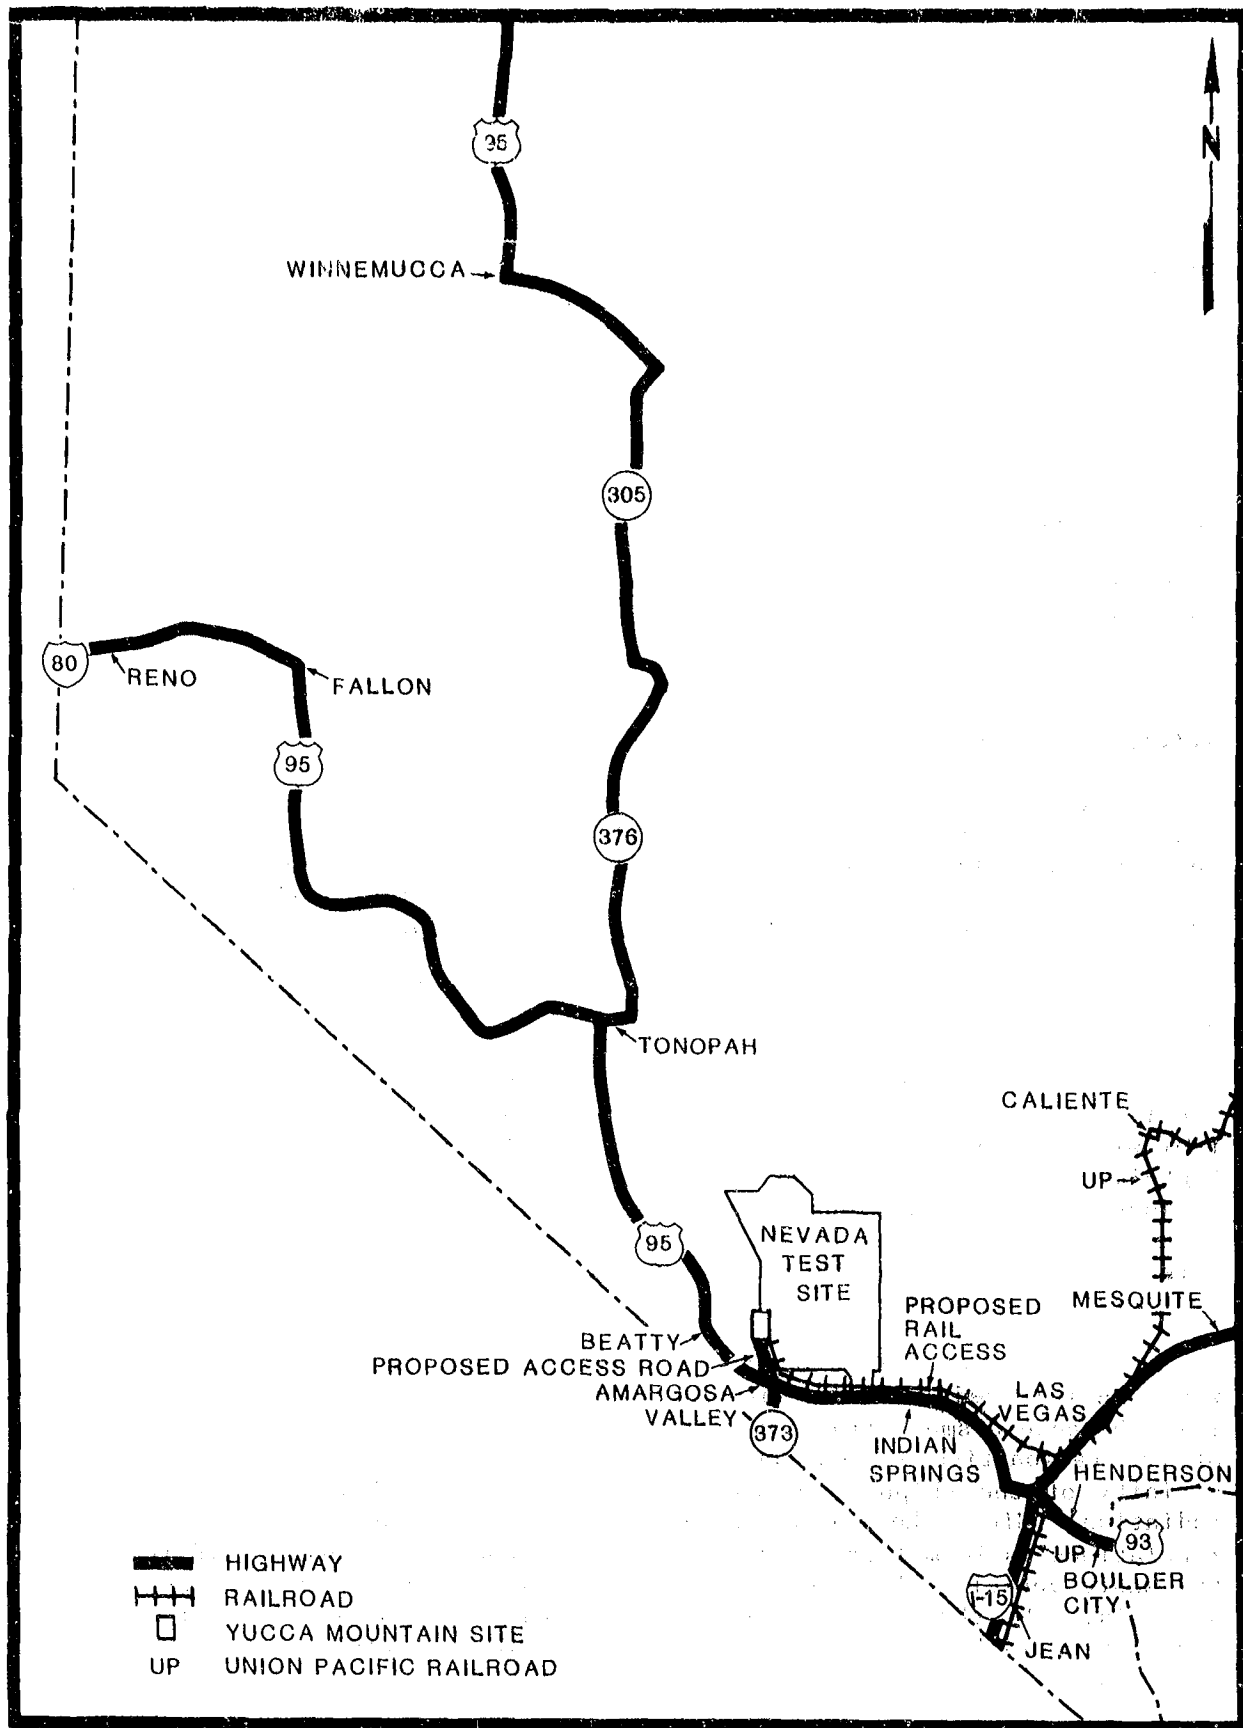 N
95
WINNEMUCCA
305
80
RENO
FALLON
95
376
TONOPAH
CALIENTE
UP
95
NEVADA
TEST
SITE
MESQUITE
PROPOSED
RAIL
ACCESS
BEATTY
PROPOSED ACCESS ROAD
AMARGOSA
VALLEY
373
LAS
VEGAS
INDIAN
SPRINGS
HENDERSON
93
UP
BOULDER
CITY
I-15
JEAN
HIGHWAY
RAILROAD
YUCCA MOUNTAIN SITE
UP UNION PACIFIC RAILROAD